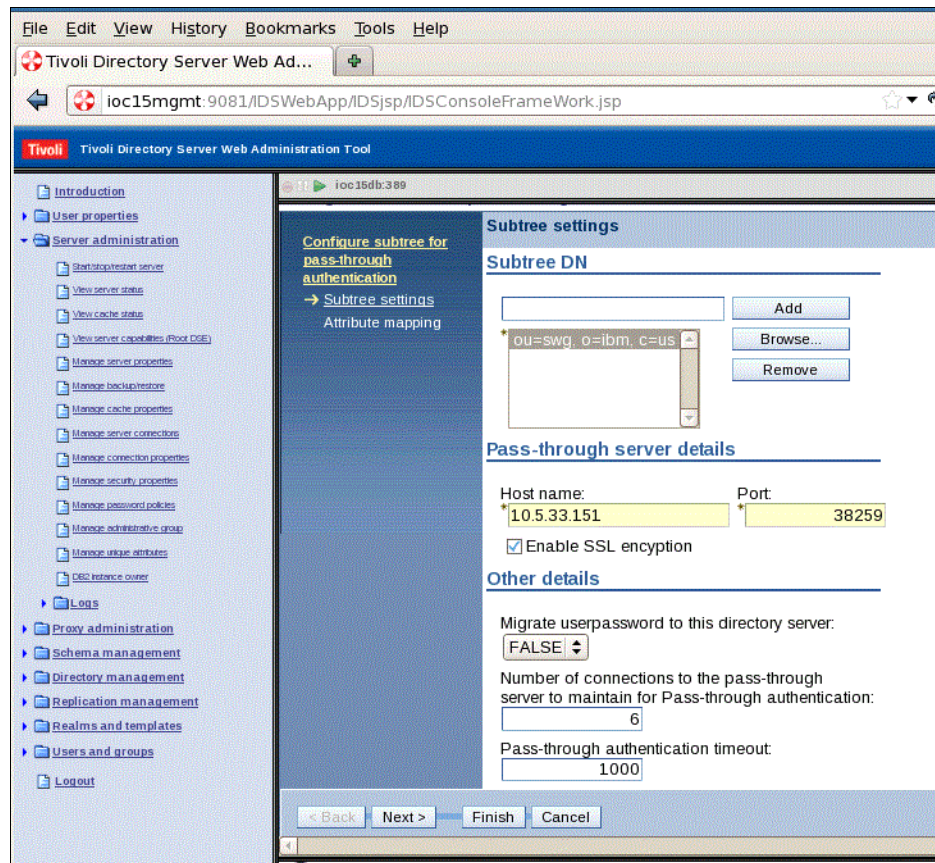 File Edit View History Bookmarks Tools Help
Tivoli Directory Server Web Ad...
ioc15mgmt:9081/IDSWebApp/IDSjsp/IDSConsoleFrameWork.jsp
Tivoli Tivoli Directory Server Web Administration Tool
Introduction
User properties
Server administration
Start/stop/restart server
View server status
View cache status
View server capabilities (Root DSE)
Manage server properties
Manage backup/restore
Manage cache properties
Manage server connections
Manage connection properties
Manage security properties
Manage password policies
Manage administrative group
Manage unique attributes
DB2 instance owner
Logs
Proxy administration
Schema management
Directory management
Replication management
Realms and templates
Users and groups
Logout
ioc15db:389
Configure subtree for
pass-through
authentication
Subtree settings
Attribute mapping
Subtree settings
Subtree DN
Add
* ou=swg, o=ibm, c=us
Browse...
Remove
Pass-through server details
Host name: Port:
*10.5.33.151 *38259
Enable SSL encyption
Other details
Migrate userpassword to this directory server:
FALSE
Number of connections to the pass-through
server to maintain for Pass-through authentication:
6
Pass-through authentication timeout:
1000
< Back Next > Finish Cancel